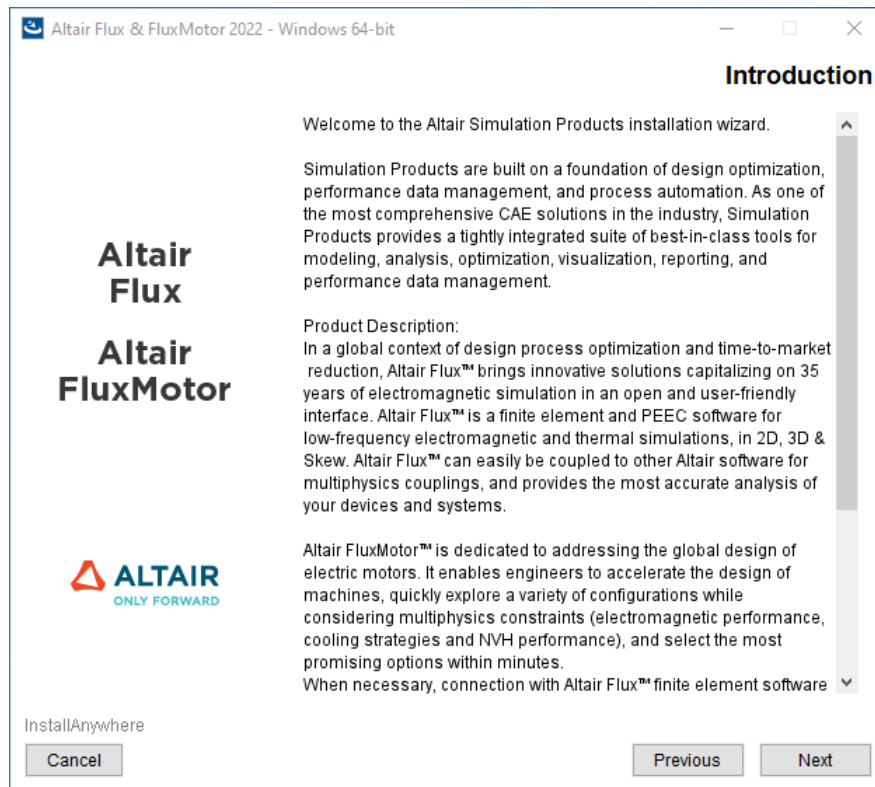 Altair Flux & FluxMotor 2022 - Windows 64-bit
Introduction
Altair
Flux
Altair
FluxMotor
ALTAIR
ONLY FORWARD
Welcome to the Altair Simulation Products installation wizard.
Simulation Products are built on a foundation of design optimization,
performance data management, and process automation. As one of
the most comprehensive CAE solutions in the industry, Simulation
Products provides a tightly integrated suite of best-in-class tools for
modeling, analysis, optimization, visualization, reporting, and
performance data management.
Product Description:
In a global context of design process optimization and time-to-market
reduction, Altair Flux™ brings innovative solutions capitalizing on 35
years of electromagnetic simulation in an open and user-friendly
interface. Altair Flux™ is a finite element and PEEC software for
low-frequency electromagnetic and thermal simulations, in 2D, 3D &
Skew. Altair Flux™ can easily be coupled to other Altair software for
multiphysics couplings, and provides the most accurate analysis of
your devices and systems.
Altair FluxMotor™ is dedicated to addressing the global design of
electric motors. It enables engineers to accelerate the design of
machines, quickly explore a variety of configurations while
considering multiphysics constraints (electromagnetic performance,
cooling strategies and NVH performance), and select the most
promising options within minutes.
When necessary, connection with Altair Flux™ finite element software
InstallAnywhere
Cancel
Previous
Next